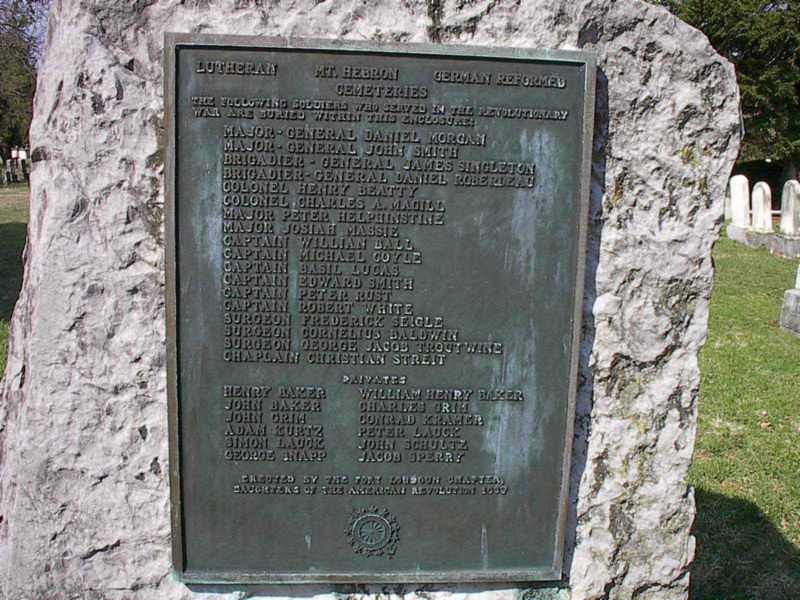 LUTHERAN MT. HEBRON GERMAN REFORMED
CEMETERIES
THE FOLLOWING SOLDIERS WHO SERVED IN THE REVOLUTIONARY
WAR ARE BURIED WITHIN THIS ENCLOSURE:
MAJOR-GENERAL DANIEL MORGAN
MAJOR-GENERAL JOHN SMITH
BRIGADIER-GENERAL JAMES SINGLETON
BRIGADIER-GENERAL DANIEL ROBERDEAU
COLONEL HENRY BEATTY
COLONEL CHARLES A. MAGILL
MAJOR PETER HELPHINSTINE
MAJOR JOSIAH MASSIE
CAPTAIN WILLIAN BALL
CAPTAIN MICHAEL COYLE
CAPTAIN BASIL LUCAS
CAPTAIN EDWARD SMITH
CAPTAIN PETER RUST
CAPTAIN ROBERT WHITE
SURGEON FREDERICK SEIGLE
SURGEON CORNELIUS BALDWIN
SURGEON GEORGE JACOB TROUTWINE
CHAPLAIN CHRISTIAN STREIT
PRIVATES
HENRY BAKER WILLIAM HENRY BAKER
JOHN BAKER CHARLES GRIM
JOHN GRIM CONRAD KRAMER
ADAM KURTZ PETER LAUCK
SIMON LAUCK JOHN SCHULTZ
GEORGE JACOB SPERRY
ERECTED BY THE FORT LOUDOUN CHAPTER,
DAUGHTERS OF THE AMERICAN REVOLUTION